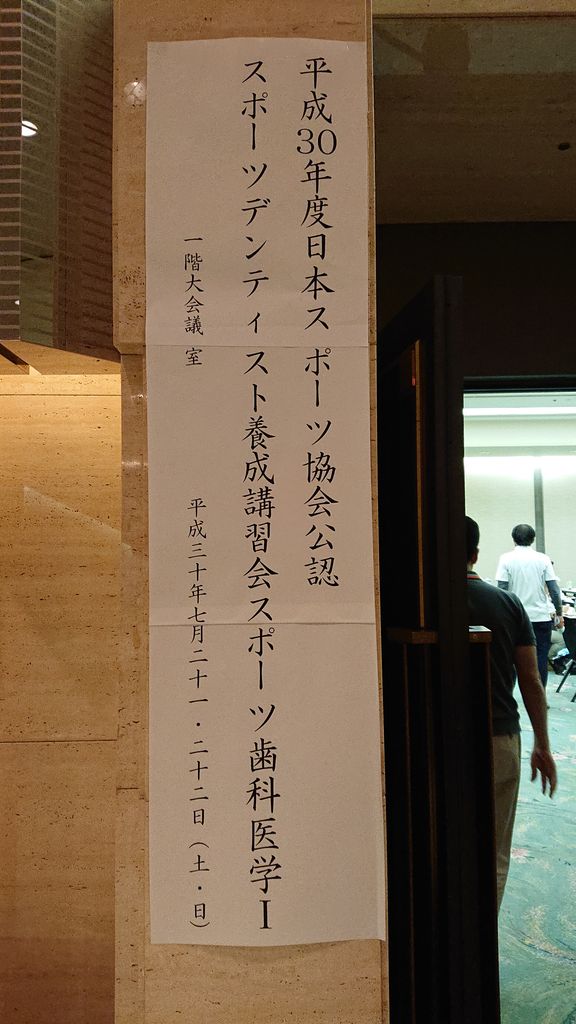 平成30年度日本スポーツ協会公認
スポーツデンティスト養成講習会スポーツ歯科医学Ⅰ
一階大会議室
平成三十年七月二十一・二十二日（土・日）